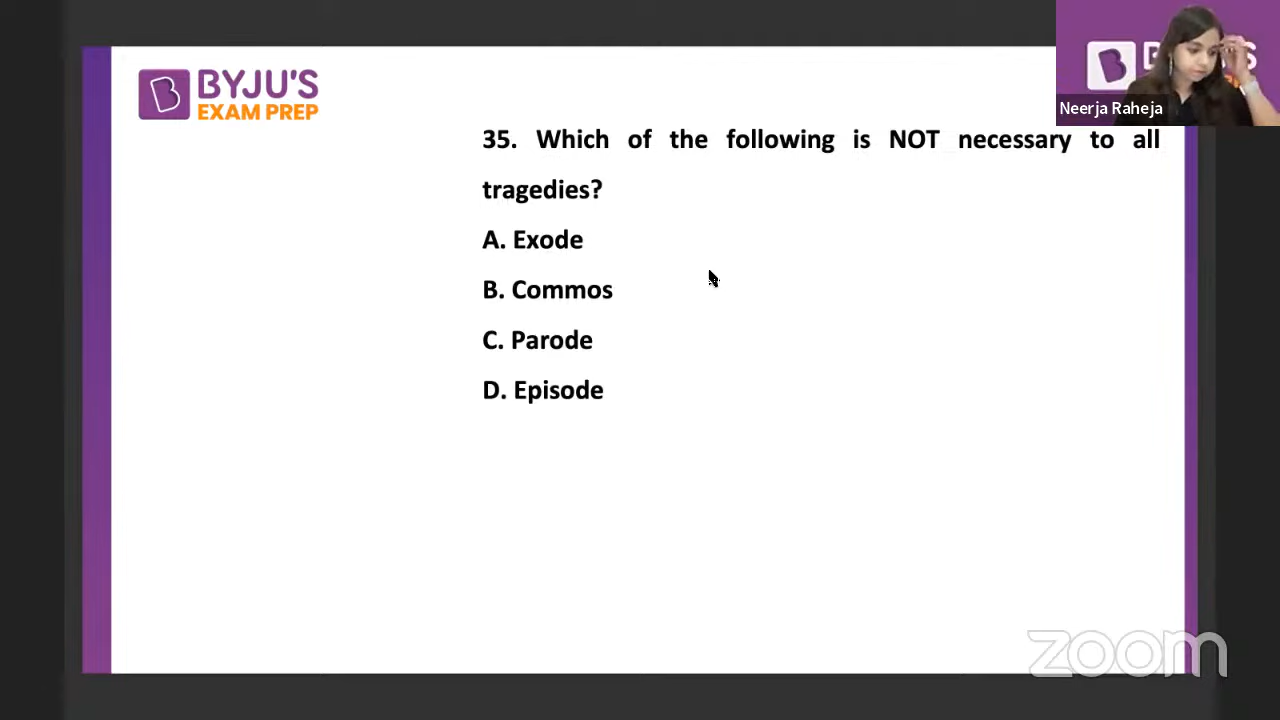 BYJU'S
EXAM PREP
Neerja Raheja
35. Which of the following is NOT necessary to all
tragedies?
A. Exode
B. Commos
C. Parode
D. Episode
zoom